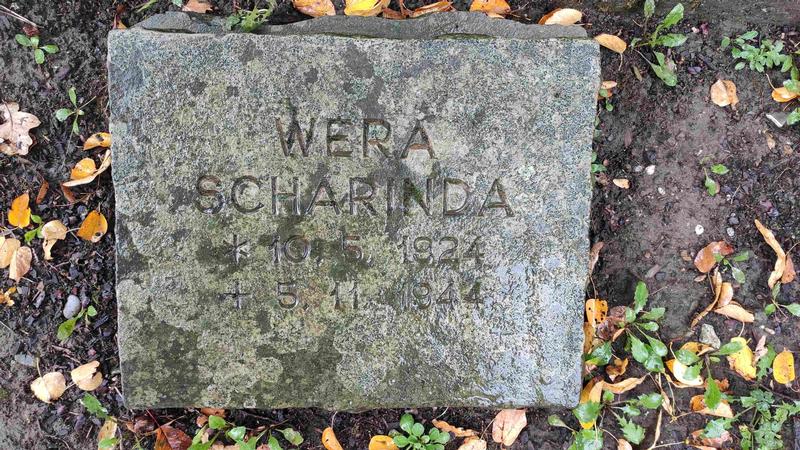 WERA
SCHARINDA
* 10. 5. 1924
+ 5. 11. 1944